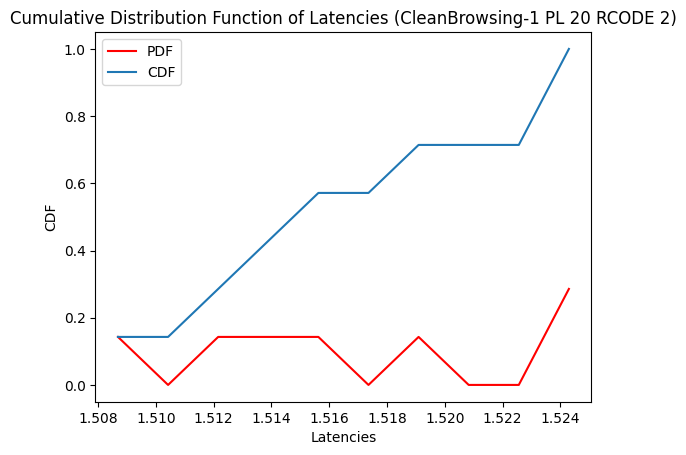 Cumulative Distribution Function of Latencies (CleanBrowsing-1 PL 20 RCODE 2)
PDF
CDF
1.0
0.8
0.6
0.4
0.2
0.0
CDF
1.508 1.510 1.512 1.514 1.516 1.518 1.520 1.522 1.524
Latencies